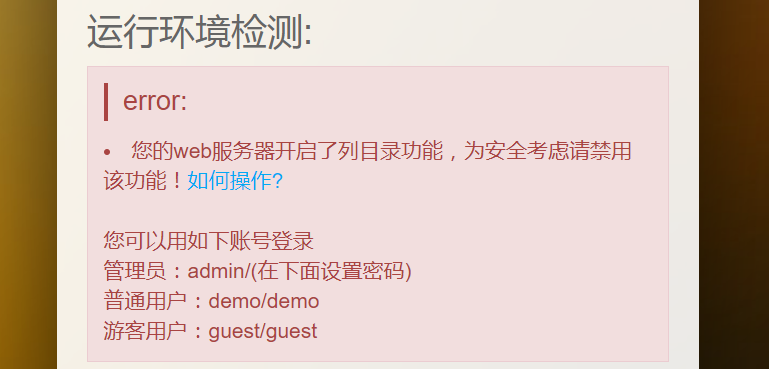 运行环境检测:
error:
• 您的web服务器开启了列目录功能，为安全考虑请禁用
该功能！如何操作?
您可以用如下账号登录
管理员：admin/(在下面设置密码)
普通用户：demo/demo
游客用户：guest/guest